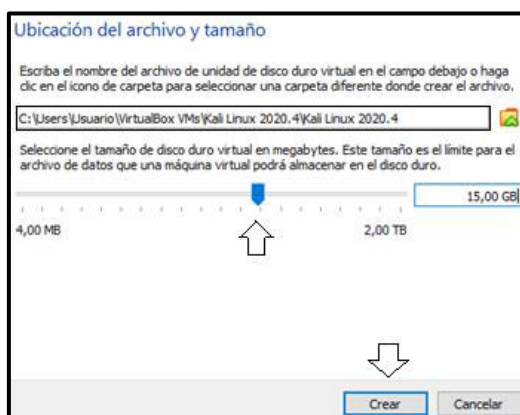 Ubicación del archivo y tamaño
Escriba el nombre del archivo de unidad de disco duro virtual en el campo debajo o haga
clic en el icono de carpeta para seleccionar una carpeta diferente donde crear el archivo.
C:\Users\Usuario\VirtualBox VMs\Kali Linux 2020.4\Kali Linux 2020.4
Seleccione el tamaño de disco duro virtual en megabytes. Este tamaño es el límite para el
archivo de datos que una máquina virtual podrá almacenar en el disco duro.
15,00 GB
4,00 MB 2,00 TB
Crear Cancelar